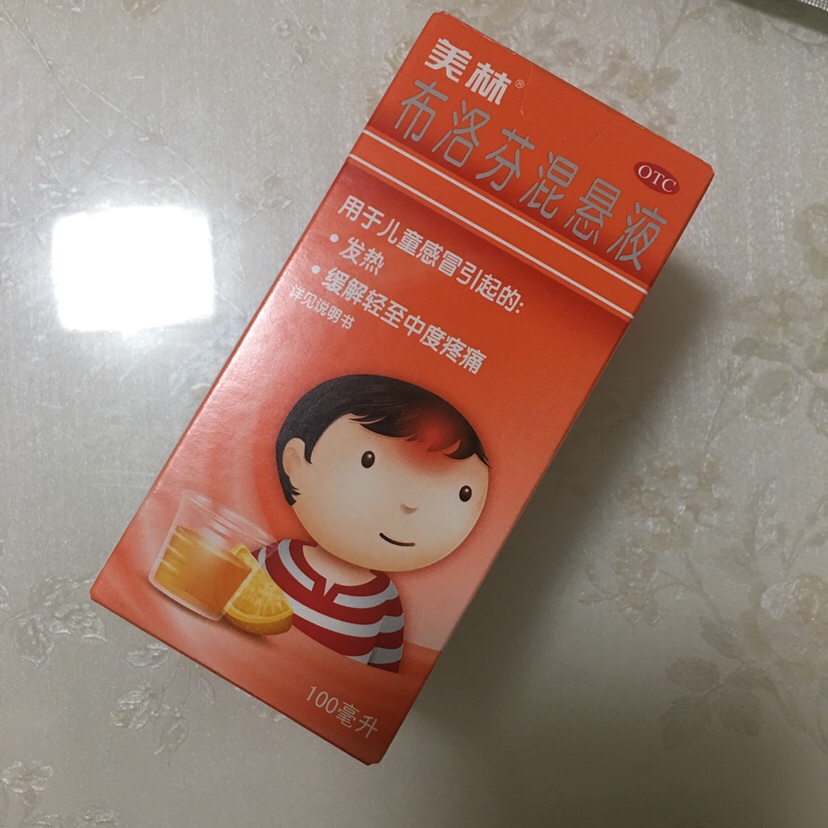 美林®
布洛芬混悬液
OTC
用于儿童感冒引起的:
• 发热
• 缓解轻至中度疼痛
详见说明书
100毫升